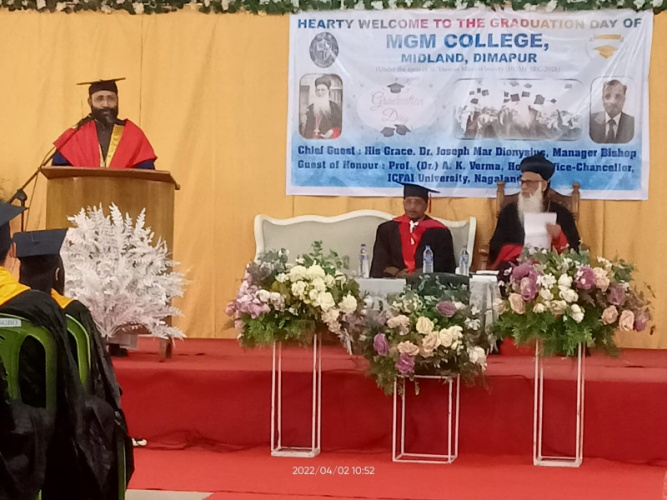 HEARTY WELCOME TO THE GRADUATION DAY OF
MGM COLLEGE,
MIDLAND, DIMAPUR
Graduation
Day
Chief Guest : His Grace, Dr. Joseph Mar Dionysius, Manager Bishop
Guest of Honour : Prof. (Dr.) A. K. Verma, Vice-Chancellor,
ICFAI University, Nagaland
2022/04/02 10:52